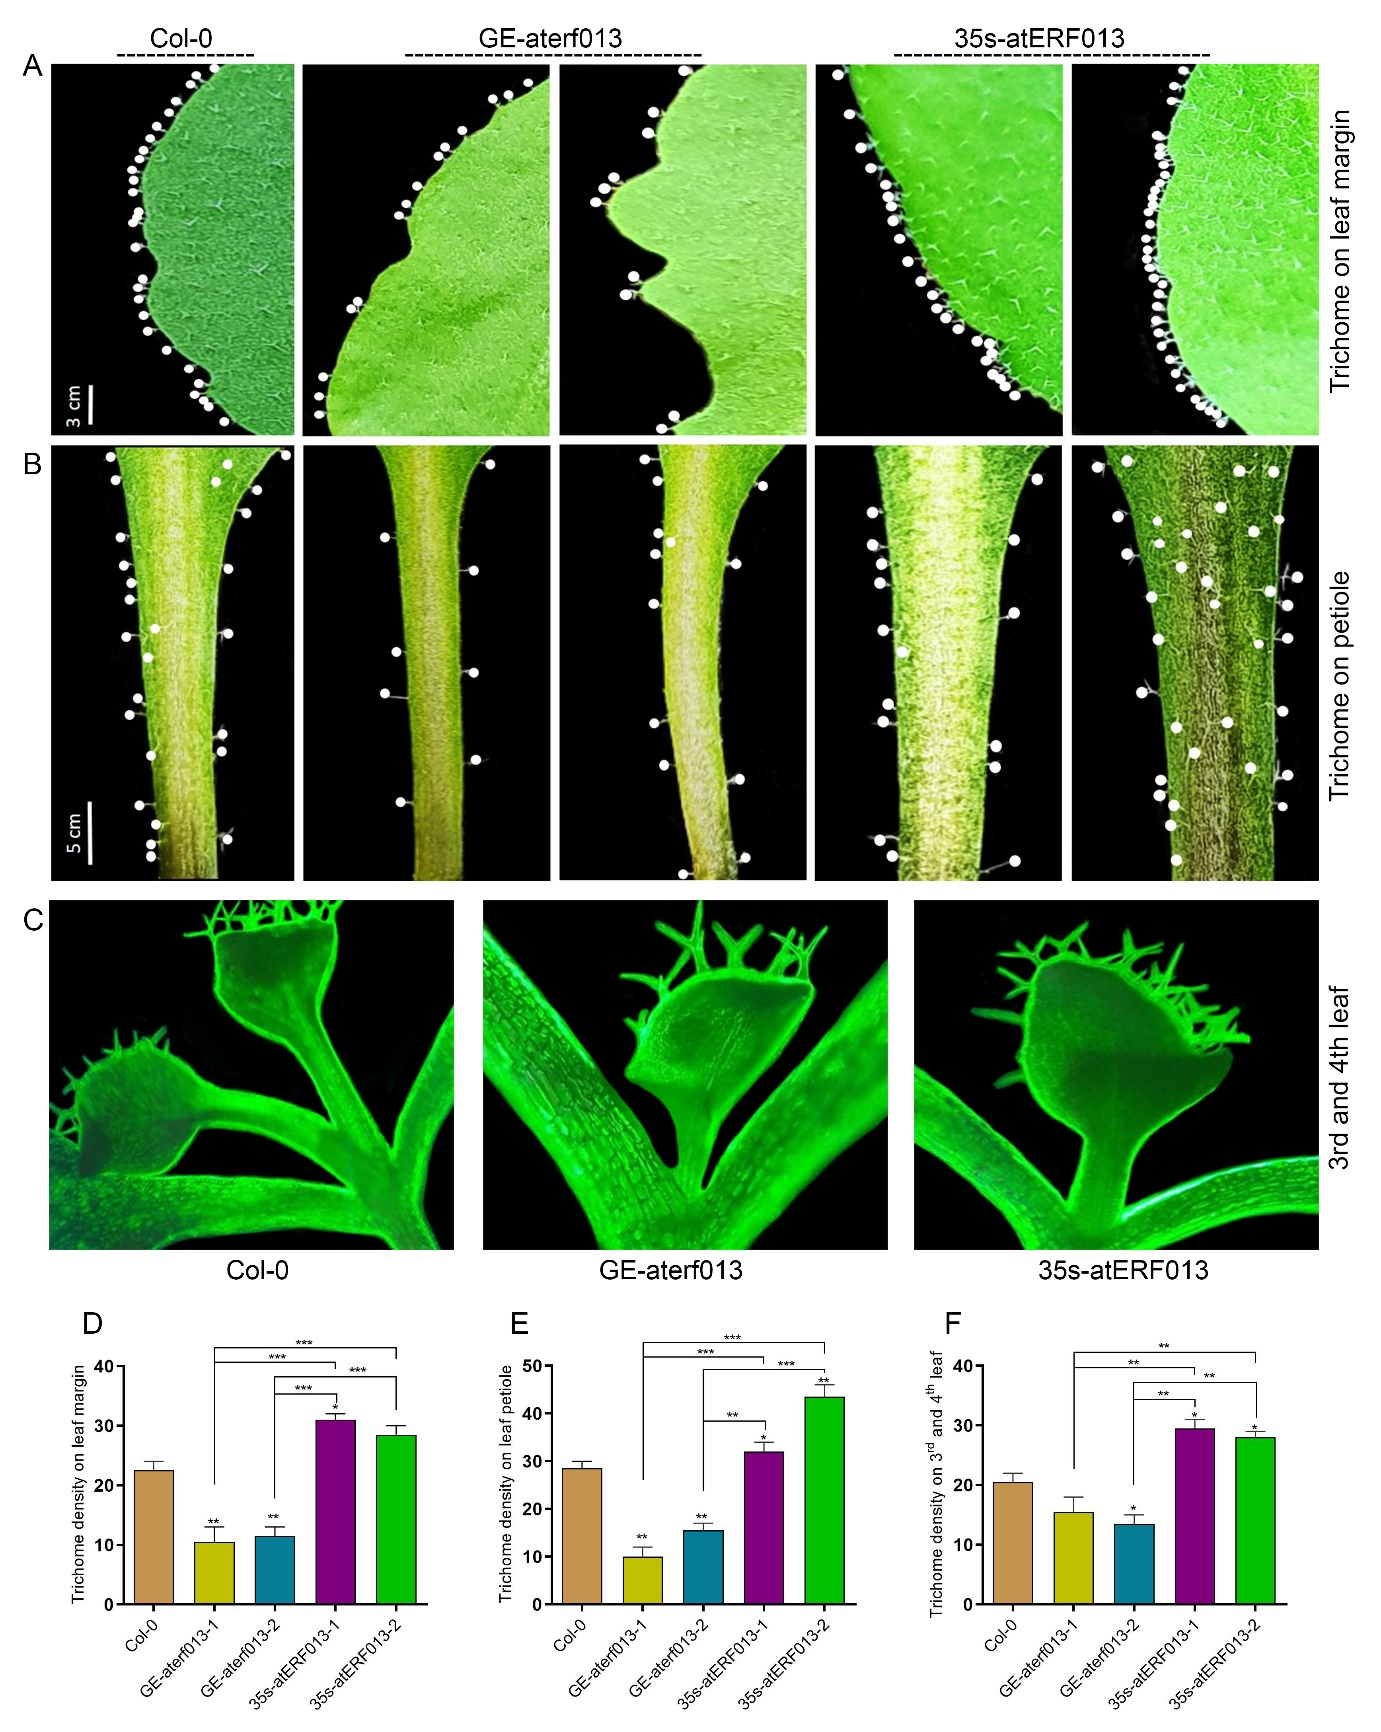 Col-0 GE-aterf013 35s-atERF013
A
Trichome on leaf margin
3 cm
B
Trichome on petiole
5 cm
C
3rd and 4th leaf
Col-0 GE-aterf013 35s-atERF013
D
Trichome density on leaf margin
40
30
20
10
0
***
***
***
***
** ** *
Col-0 GE-aterf013-1 GE-aterf013-2 35s-atERF013-1 35s-atERF013-2
E
Trichome density on leaf petiole
50
40
30
20
10
0
***
***
***
**
** ** * **
Col-0 GE-aterf013-1 GE-aterf013-2 35s-atERF013-1 35s-atERF013-2
F
Trichome density on 3rd and 4th leaf
40
30
20
10
0
**
**
**
**
* * *
Col-0 GE-aterf013-1 GE-aterf013-2 35s-atERF013-1 35s-atERF013-2